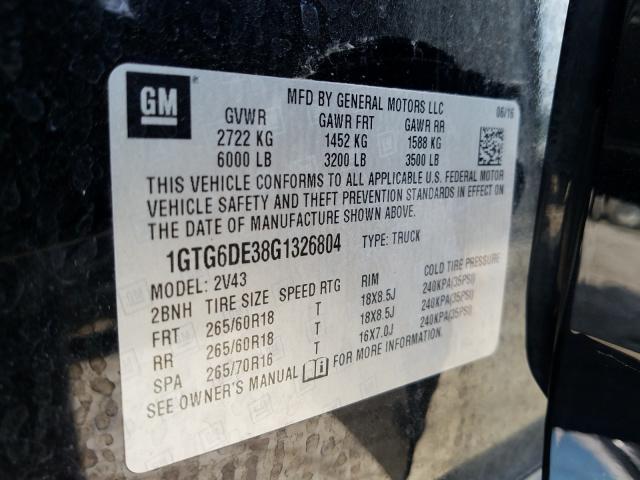 GM
MFD BY GENERAL MOTORS LLC 06/16
GVWR GAWR FRT GAWR RR
2722 KG 1452 KG 1588 KG
6000 LB 3200 LB 3500 LB
THIS VEHICLE CONFORMS TO ALL APPLICABLE U.S. FEDERAL MOTOR
VEHICLE SAFETY AND THEFT PREVENTION STANDARDS IN EFFECT ON
THE DATE OF MANUFACTURE SHOWN ABOVE.
1GTG6DE38G1326804 TYPE: TRUCK
MODEL: 2V43
2BNH TIRE SIZE SPEED RTG RIM COLD TIRE PRESSURE
FRT 265/60R18 T 18X8.5J 240KPA(35PSI)
RR 265/60R18 T 18X8.5J 240KPA(35PSI)
SPA 265/70R16 T 16X7.0J 240KPA(35PSI)
SEE OWNER'S MANUAL FOR MORE INFORMATION.